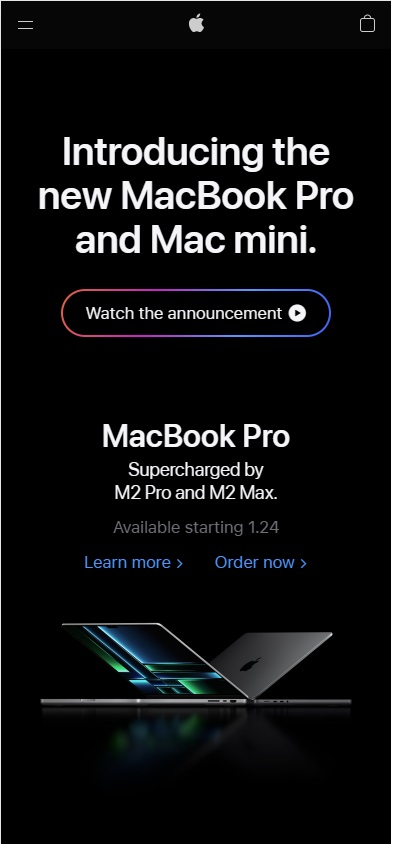 Introducing the
new MacBook Pro
and Mac mini.
Watch the announcement
MacBook Pro
Supercharged by
M2 Pro and M2 Max.
Available starting 1.24
Learn more >
Order now >